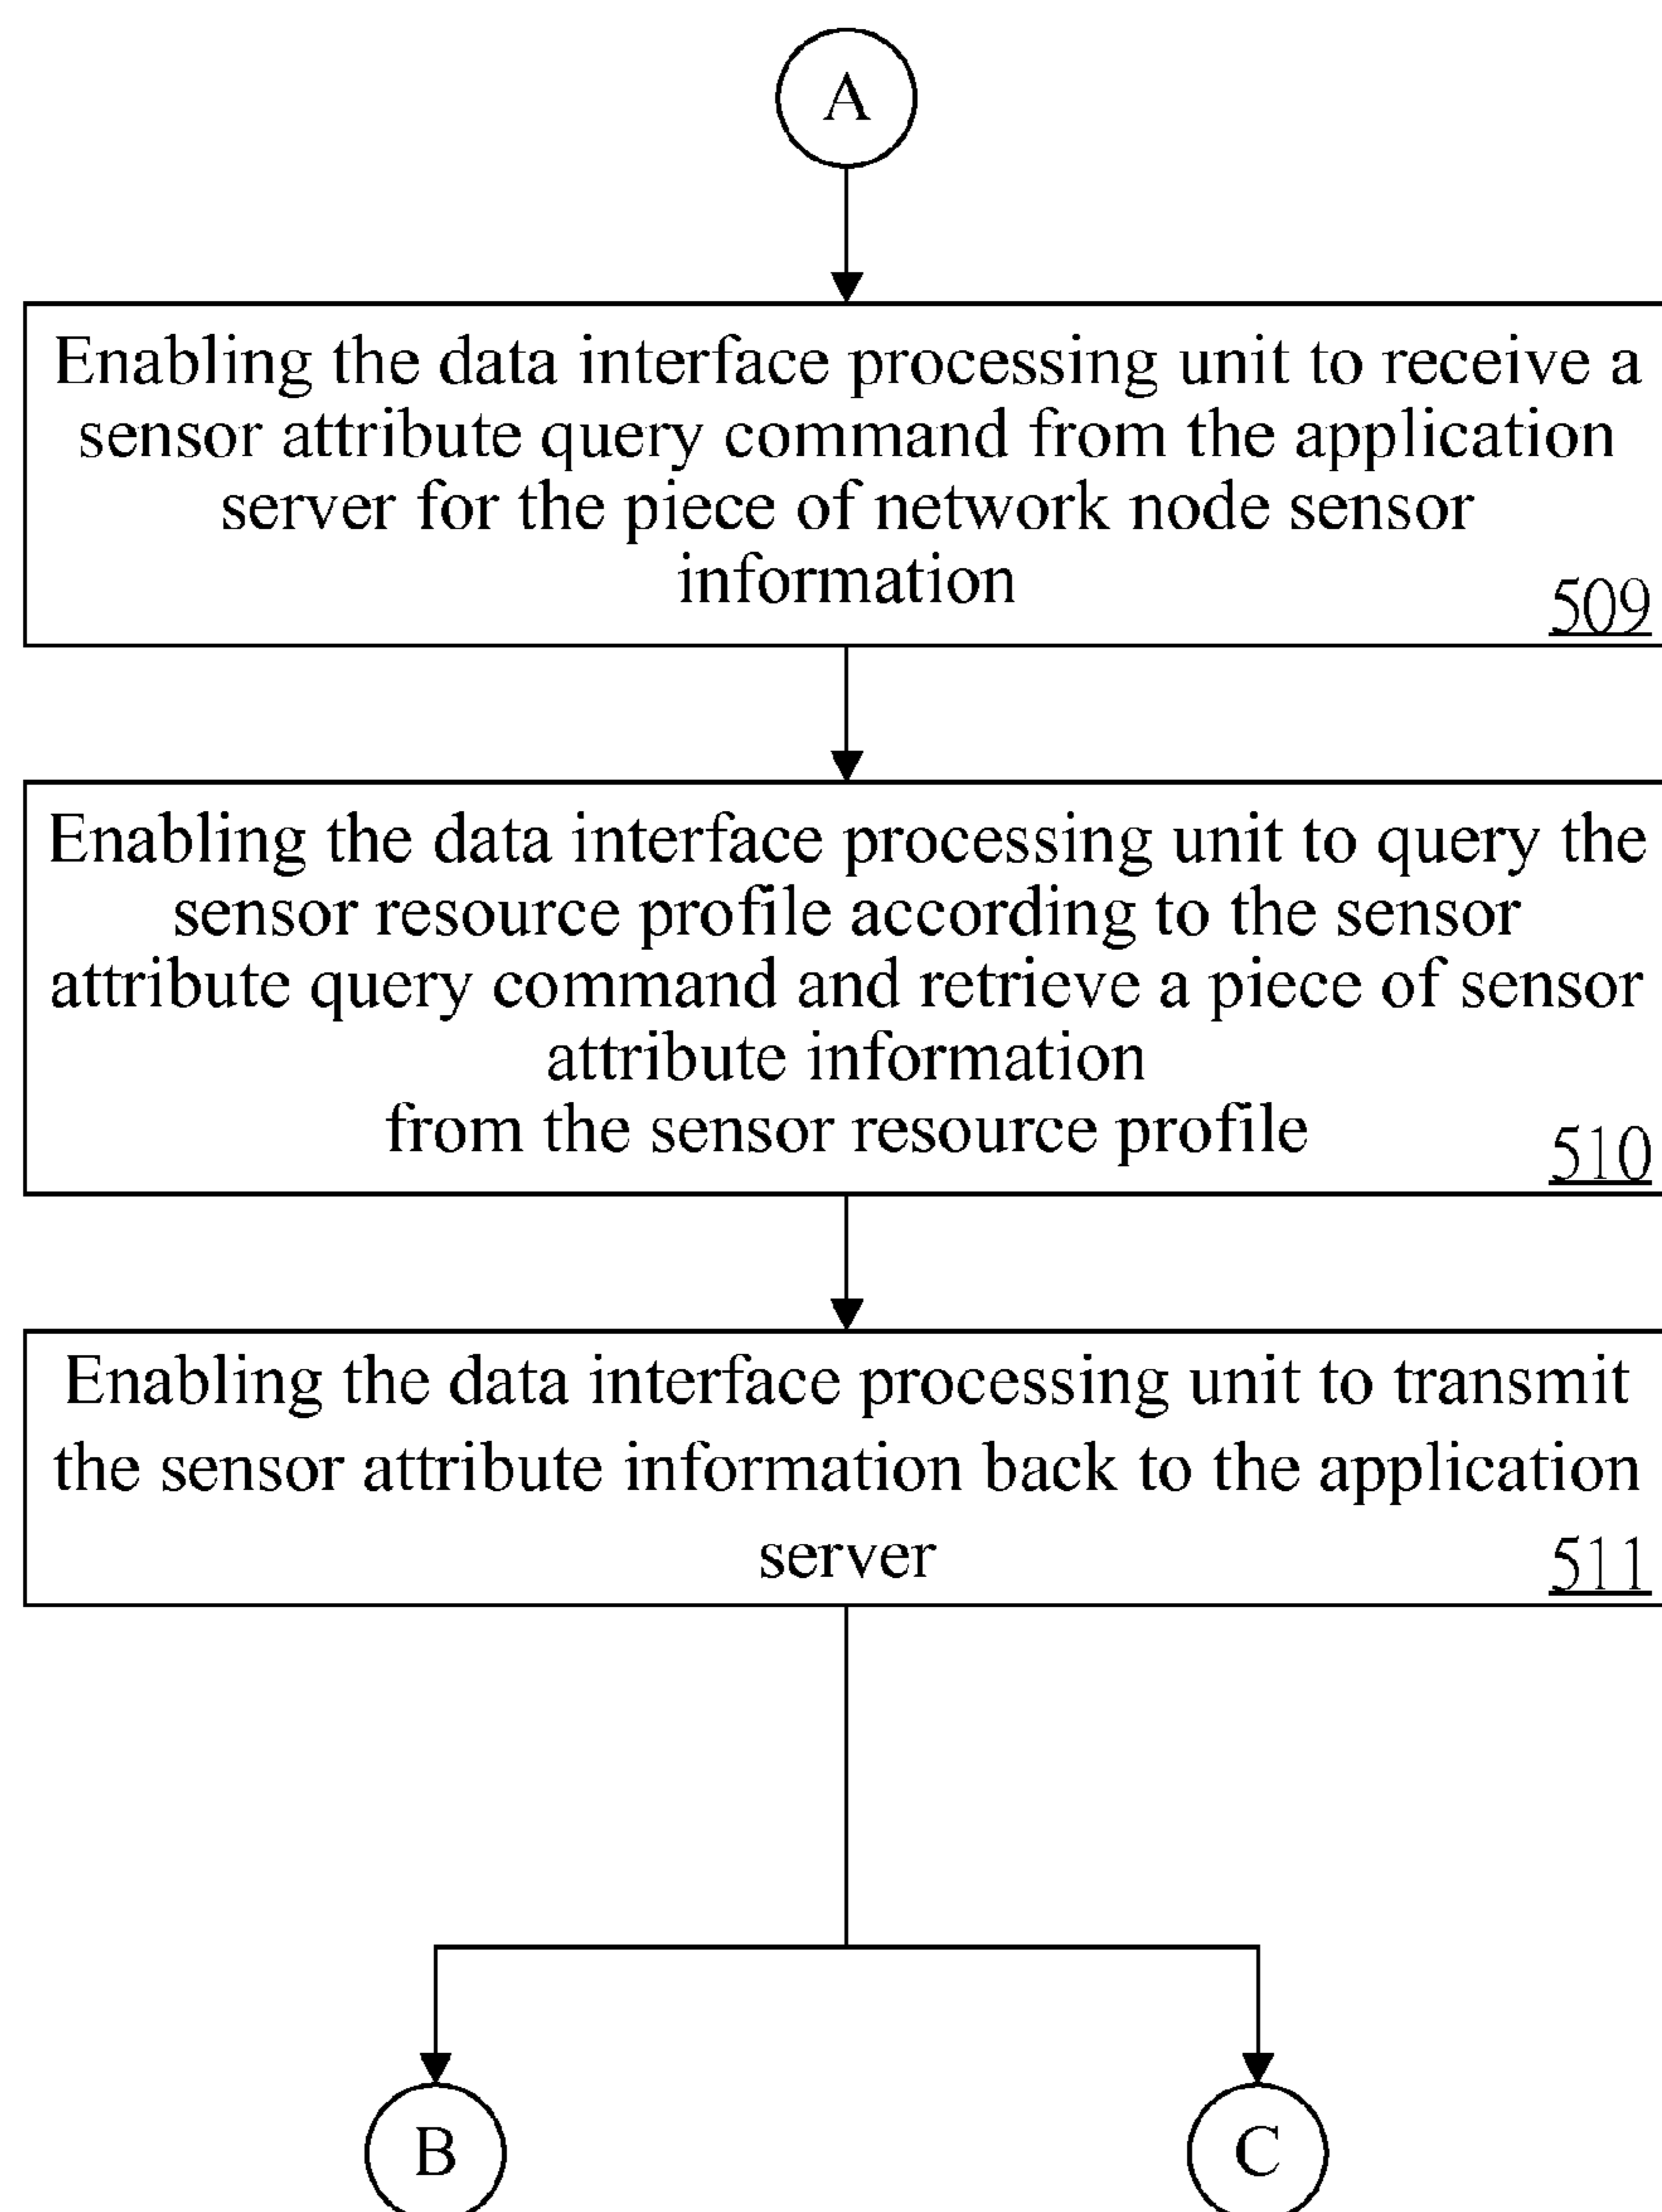 A
Enabling the data interface processing unit to receive a
sensor attribute query command from the application
server for the piece of network node sensor
information
509
Enabling the data interface processing unit to query the
sensor resource profile according to the sensor
attribute query command and retrieve a piece of sensor
attribute information
from the sensor resource profile
510
Enabling the data interface processing unit to transmit
the sensor attribute information back to the application
server
511
B
C